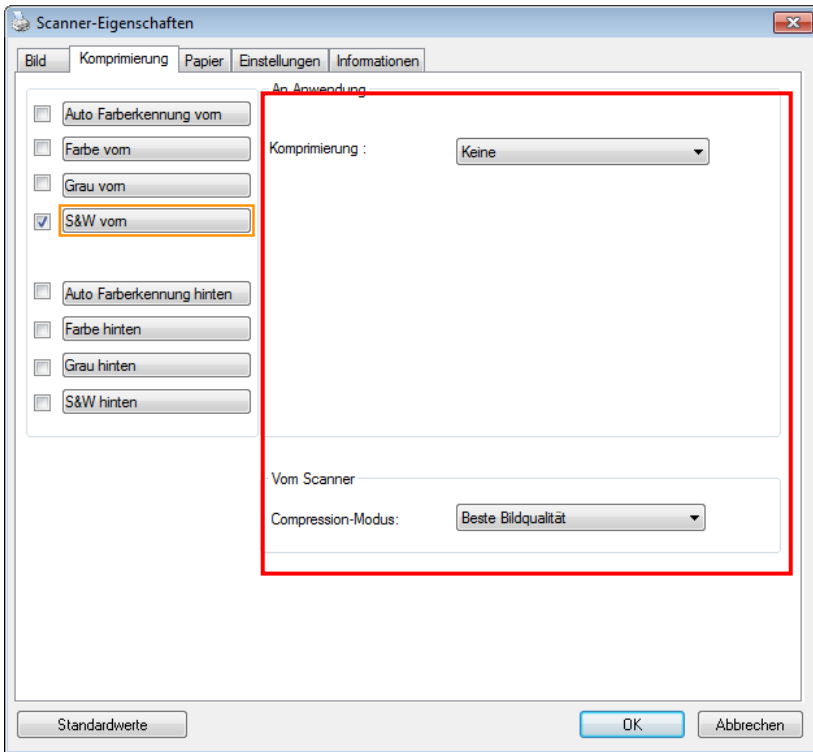 Scanner-Eigenschaften
Bild Komprimierung Papier Einstellungen Informationen
Auto Farberkennung vorn
Farbe vorn
Grau vorn
S&W vorn
Auto Farberkennung hinten
Farbe hinten
Grau hinten
S&W hinten
An Anwendung
Komprimierung : Keine
Vom Scanner
Compression-Modus: Beste Bildqualität
Standardwerte OK Abbrechen